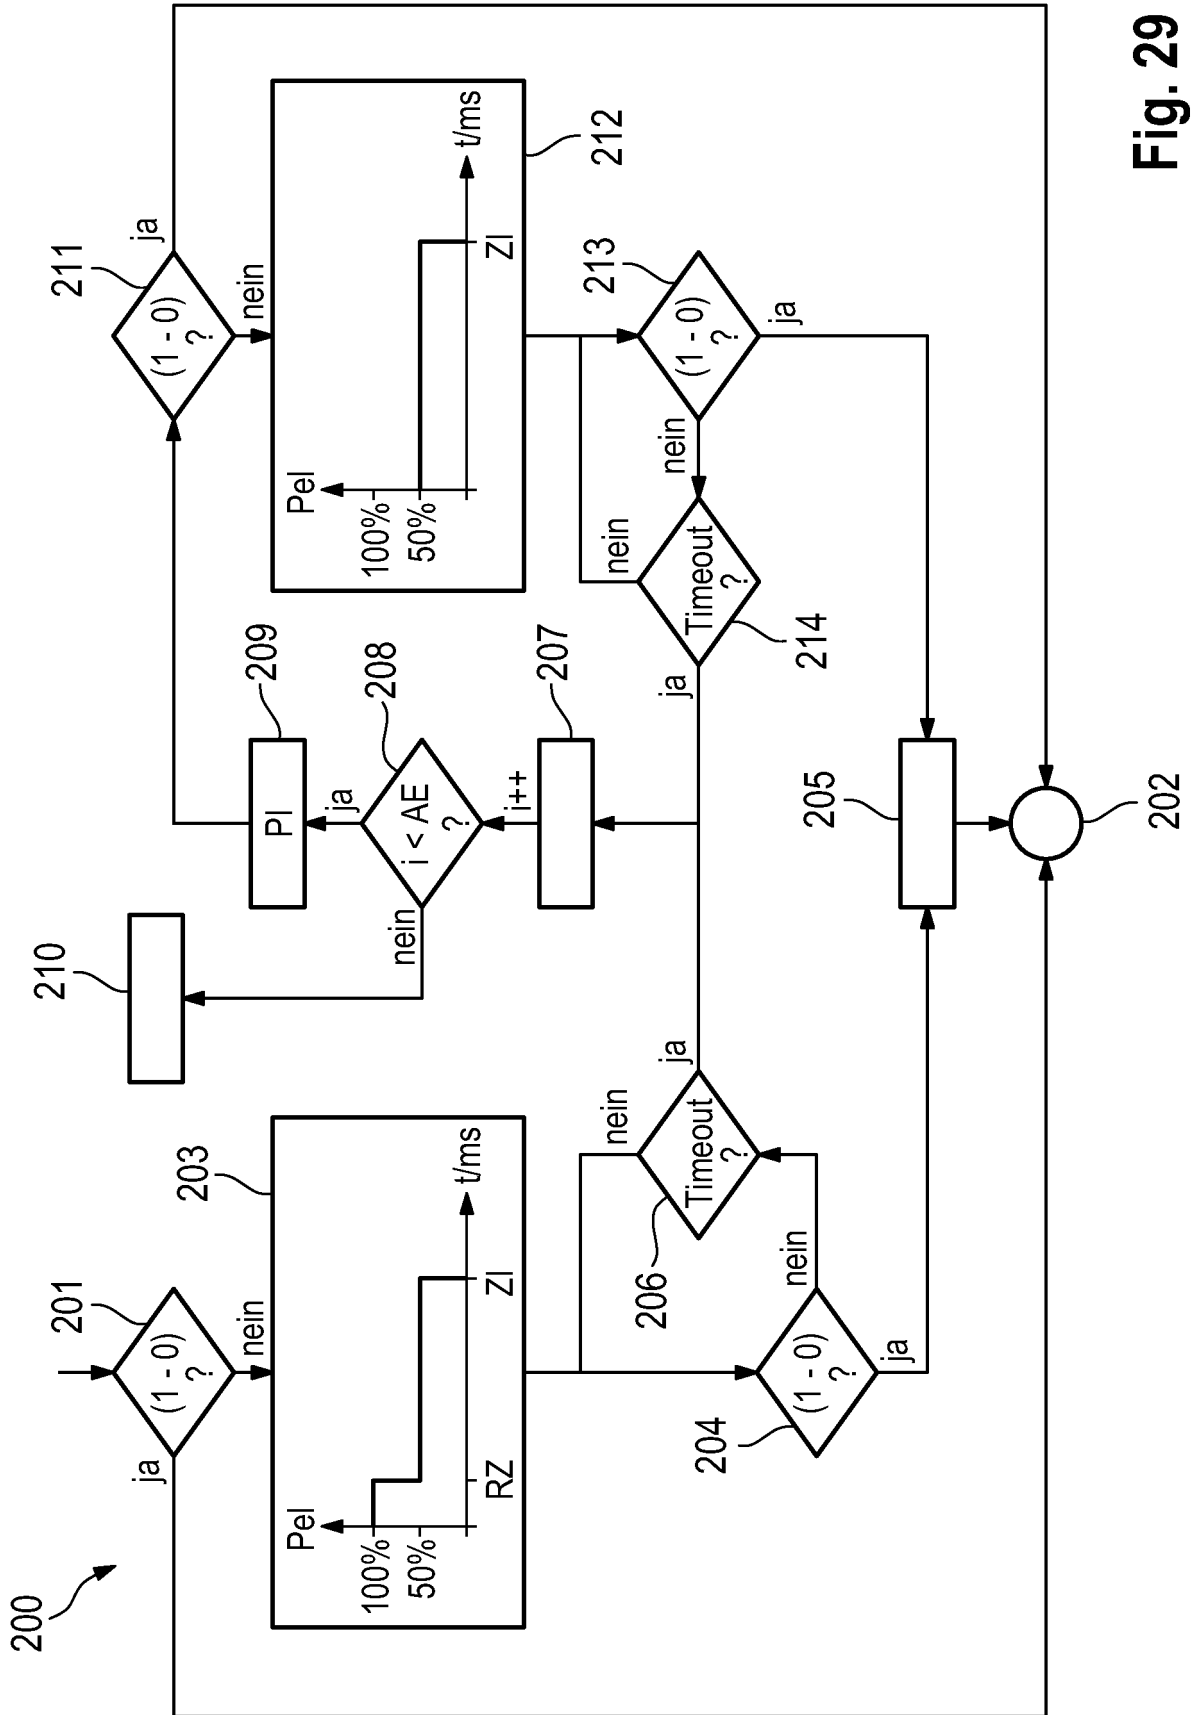 200
201
(1 - 0)
?
ja
nein
203
Pel
100%
50%
RZ
ZI
t/ms
204
(1 - 0)
?
nein
ja
206
Timeout
?
nein
ja
210
209
PI
ja
208
i < AE
?
nein
i++
207
211
(1 - 0)
?
ja
nein
212
Pel
100%
50%
ZI
t/ms
213
(1 - 0)
?
nein
ja
214
Timeout
?
nein
ja
205
202
Fig. 29